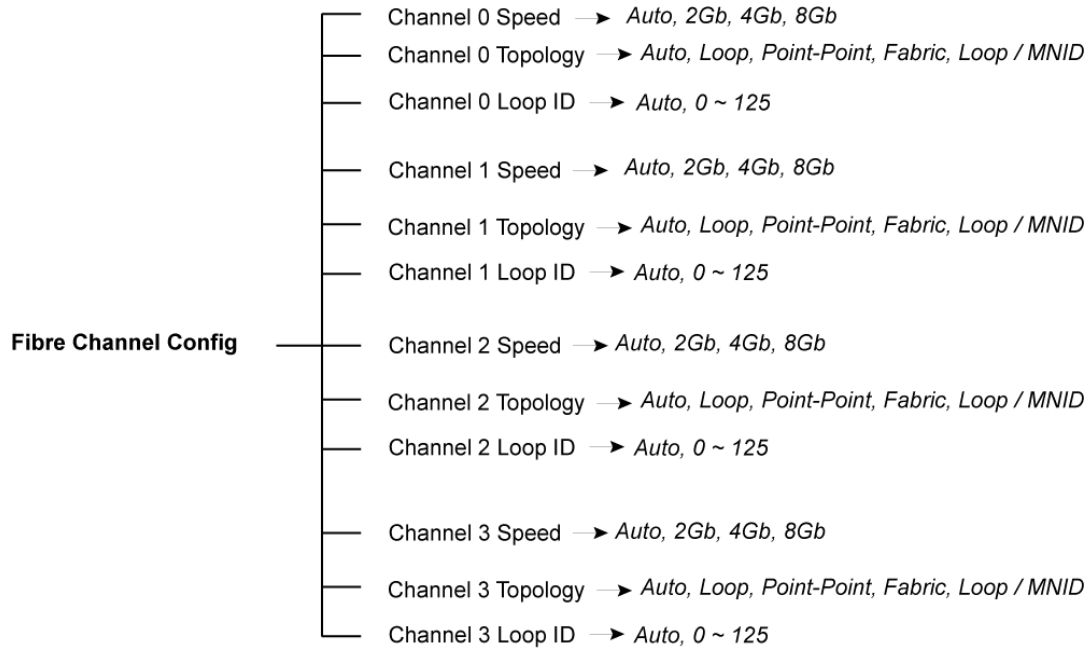 Channel 0 Speed Auto, 2Gb, 4Gb, 8Gb
Channel 0 Topology Auto, Loop, Point-Point, Fabric, Loop / MNID
Channel 0 Loop ID Auto, 0 ~ 125
Channel 1 Speed Auto, 2Gb, 4Gb, 8Gb
Channel 1 Topology Auto, Loop, Point-Point, Fabric, Loop / MNID
Channel 1 Loop ID Auto, 0 ~ 125
Fibre Channel Config
Channel 2 Speed Auto, 2Gb, 4Gb, 8Gb
Channel 2 Topology Auto, Loop, Point-Point, Fabric, Loop / MNID
Channel 2 Loop ID Auto, 0 ~ 125
Channel 3 Speed Auto, 2Gb, 4Gb, 8Gb
Channel 3 Topology Auto, Loop, Point-Point, Fabric, Loop / MNID
Channel 3 Loop ID Auto, 0 ~ 125